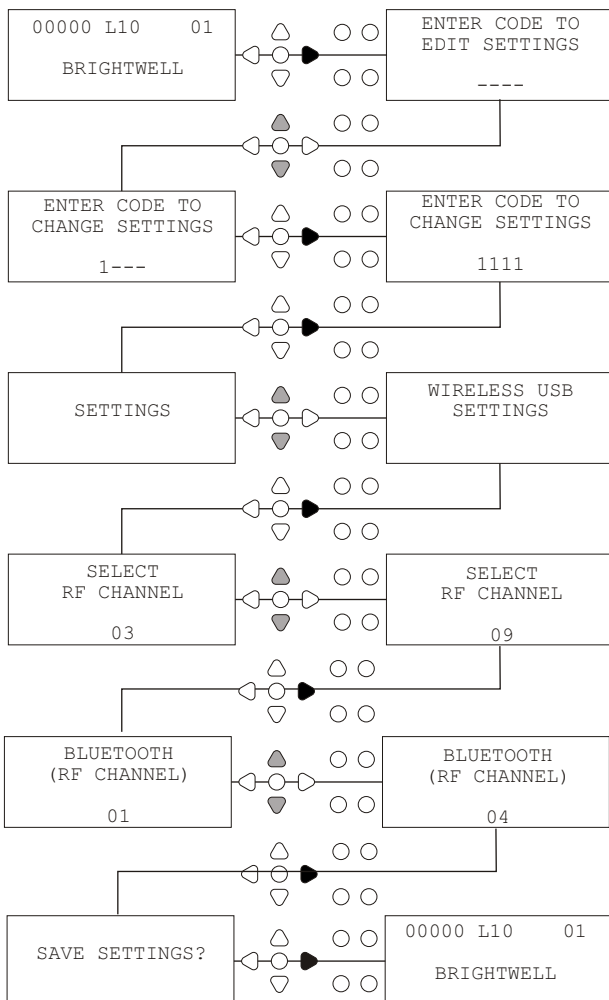 00000 L10 01
BRIGHTWELL
ENTER CODE TO
EDIT SETTINGS
----
ENTER CODE TO
CHANGE SETTINGS
1---
ENTER CODE TO
CHANGE SETTINGS
1111
SETTINGS
WIRELESS USB
SETTINGS
SELECT
RF CHANNEL
03
SELECT
RF CHANNEL
09
BLUETOOTH
(RF CHANNEL)
01
BLUETOOTH
(RF CHANNEL)
04
SAVE SETTINGS?
00000 L10 01
BRIGHTWELL